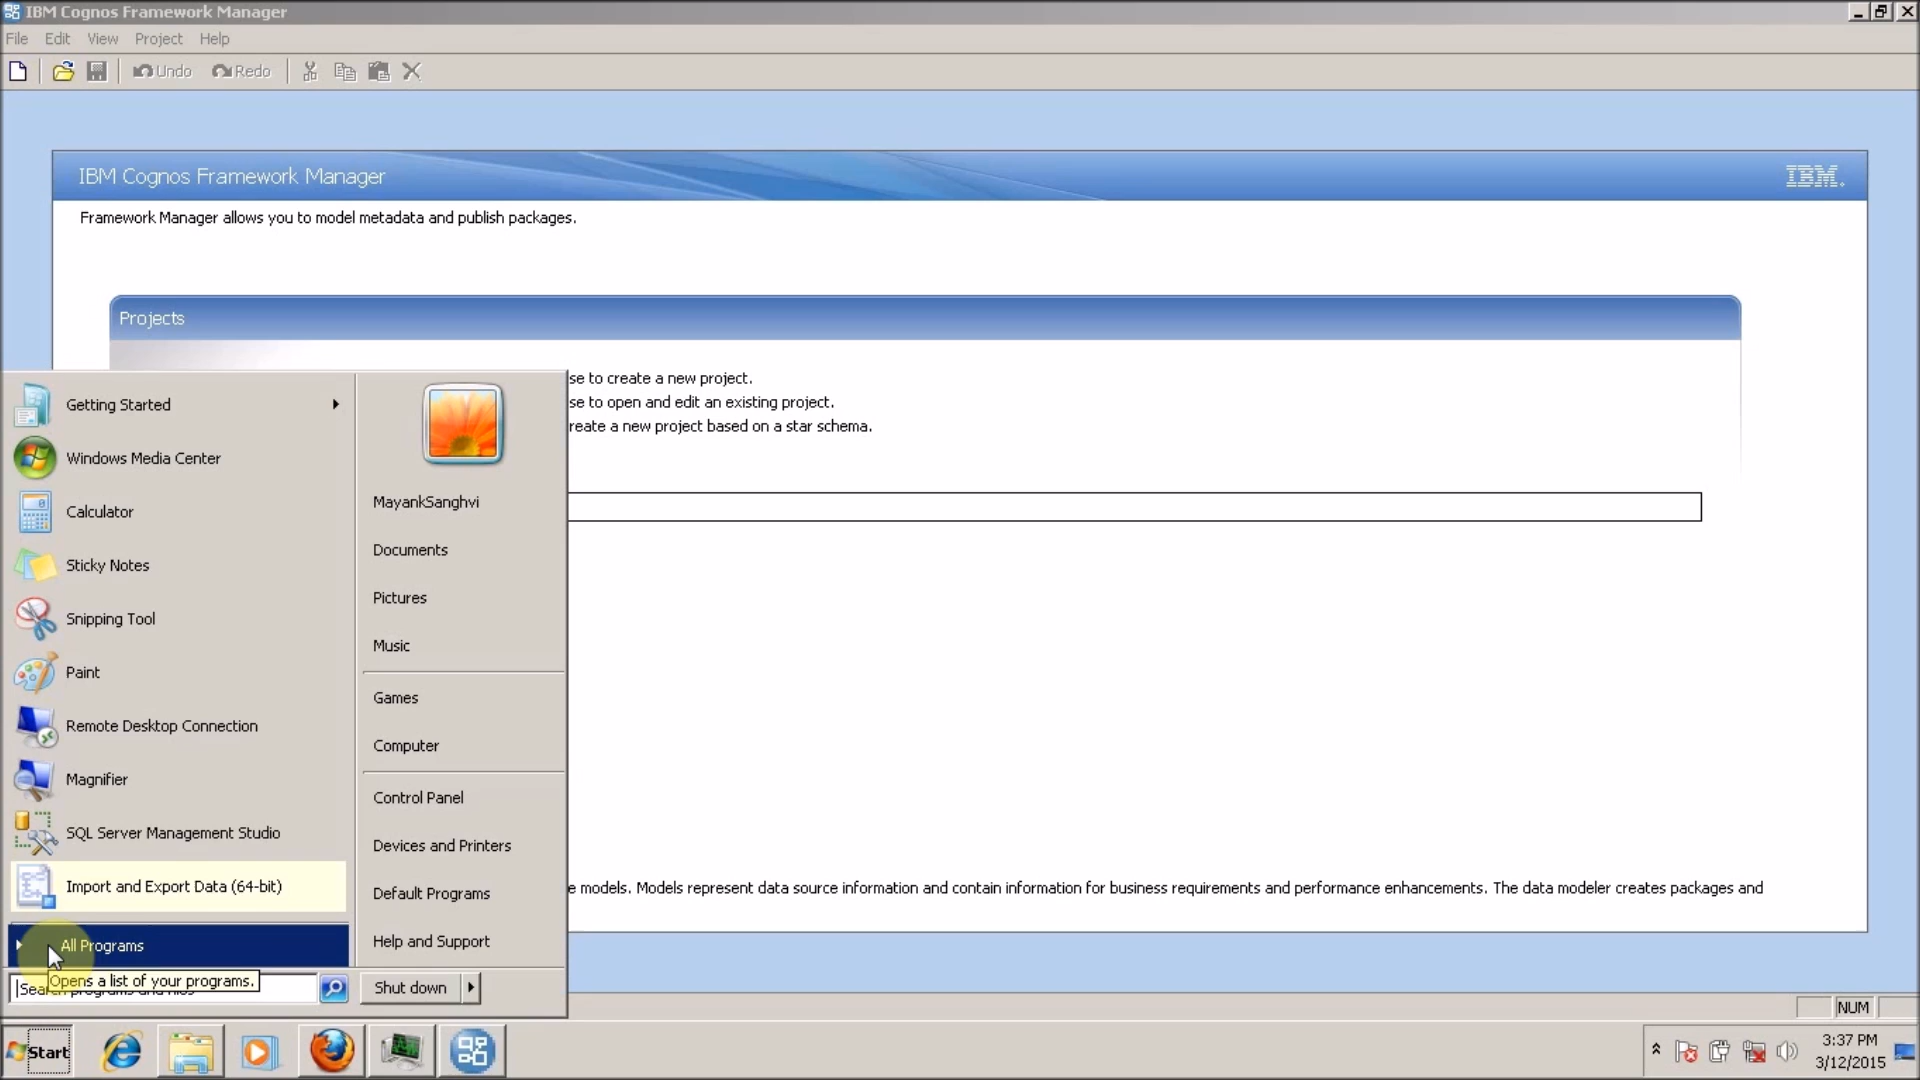 IBM Cognos Framework Manager
File Edit View Project Help
Undo Redo
IBM Cognos Framework Manager
IBM.
Framework Manager allows you to model metadata and publish packages.
Projects
se to create a new project.
se to open and edit an existing project.
reate a new project based on a star schema.
Getting Started
Windows Media Center
Calculator
Sticky Notes
Snipping Tool
Paint
Remote Desktop Connection
Magnifier
SQL Server Management Studio
Import and Export Data (64-bit)
All Programs
Opens a list of your programs.
MayankSanghvi
Documents
Pictures
Music
Games
Computer
Control Panel
Devices and Printers
Default Programs
Help and Support
Shut down
e models. Models represent data source information and contain information for business requirements and performance enhancements. The data modeler creates packages and
NUM
Start
3:37 PM
3/12/2015